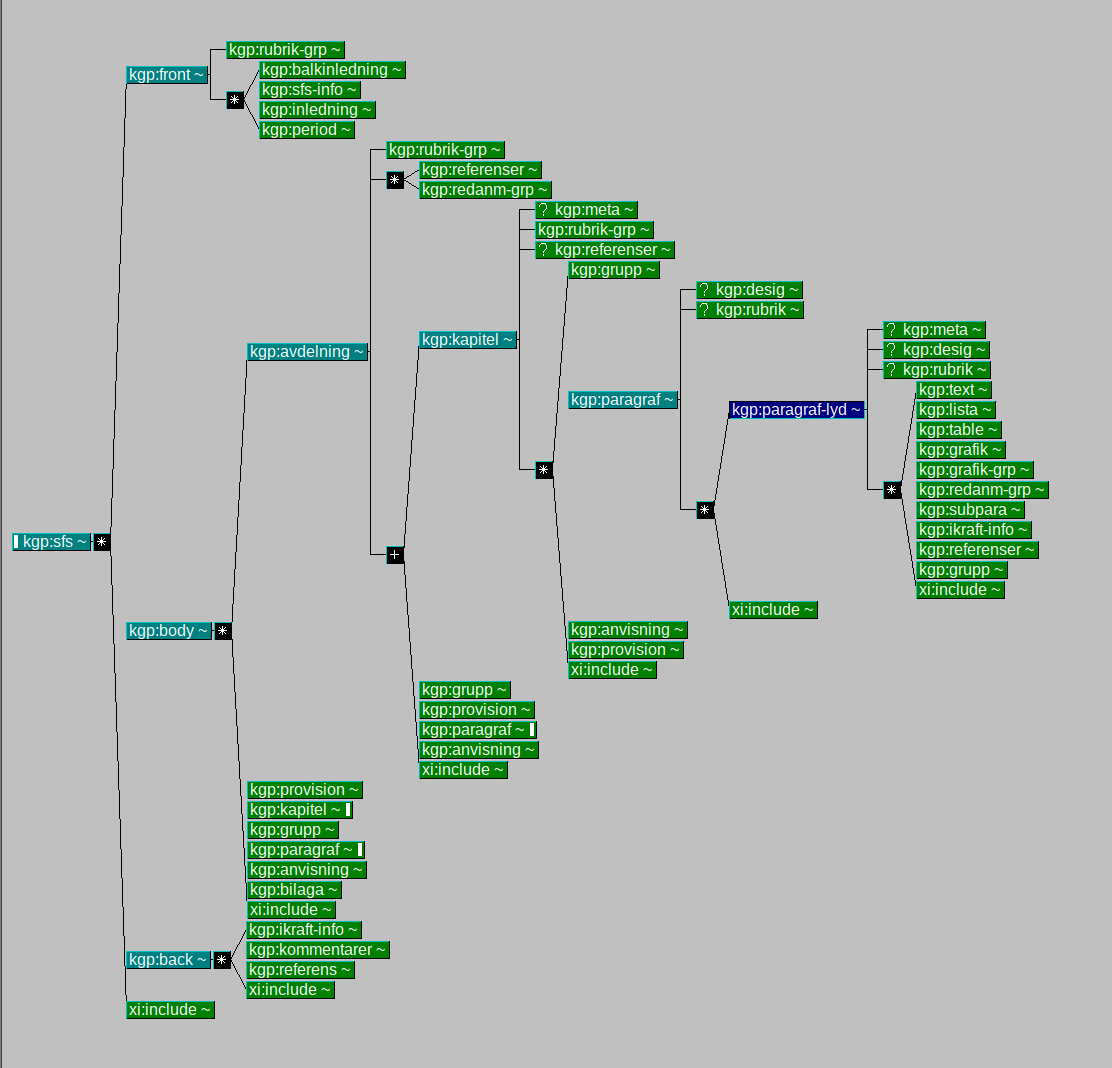 kgp:rubrik-grp ~
kgp:balkinledning ~
kgp:front ~
kgp:sfs-info ~
*
kgp:inledning ~
kgp:period ~
kgp:rubrik-grp ~
kgp:referenser ~
*
kgp:redanm-grp ~
? kgp:meta ~
kgp:rubrik-grp ~
? kgp:referenser ~
kgp:grupp ~
? kgp:desig ~
? kgp:rubrik ~
? kgp:meta ~
kgp:kapitel ~
kgp:avdelning ~
? kgp:desig ~
? kgp:rubrik ~
kgp:text ~
kgp:paragraf ~
kgp:paragraf-lyd ~
kgp:lista ~
kgp:table ~
kgp:grafik ~
*
kgp:grafik-grp ~
*
kgp:redanm-grp ~
*
kgp:subpara ~
kgp:ikraft-info ~
kgp:sfs ~ *
+
kgp:referenser ~
kgp:grupp ~
xi:include ~
xi:include ~
kgp:body ~ *
kgp:anvisning ~
kgp:provision ~
xi:include ~
kgp:grupp ~
kgp:provision ~
kgp:paragraf ~
kgp:anvisning ~
xi:include ~
kgp:provision ~
kgp:kapitel ~
kgp:grupp ~
kgp:paragraf ~
kgp:anvisning ~
kgp:bilaga ~
xi:include ~
kgp:ikraft-info ~
kgp:kommentarer ~
kgp:back ~ *
kgp:referens ~
xi:include ~
xi:include ~